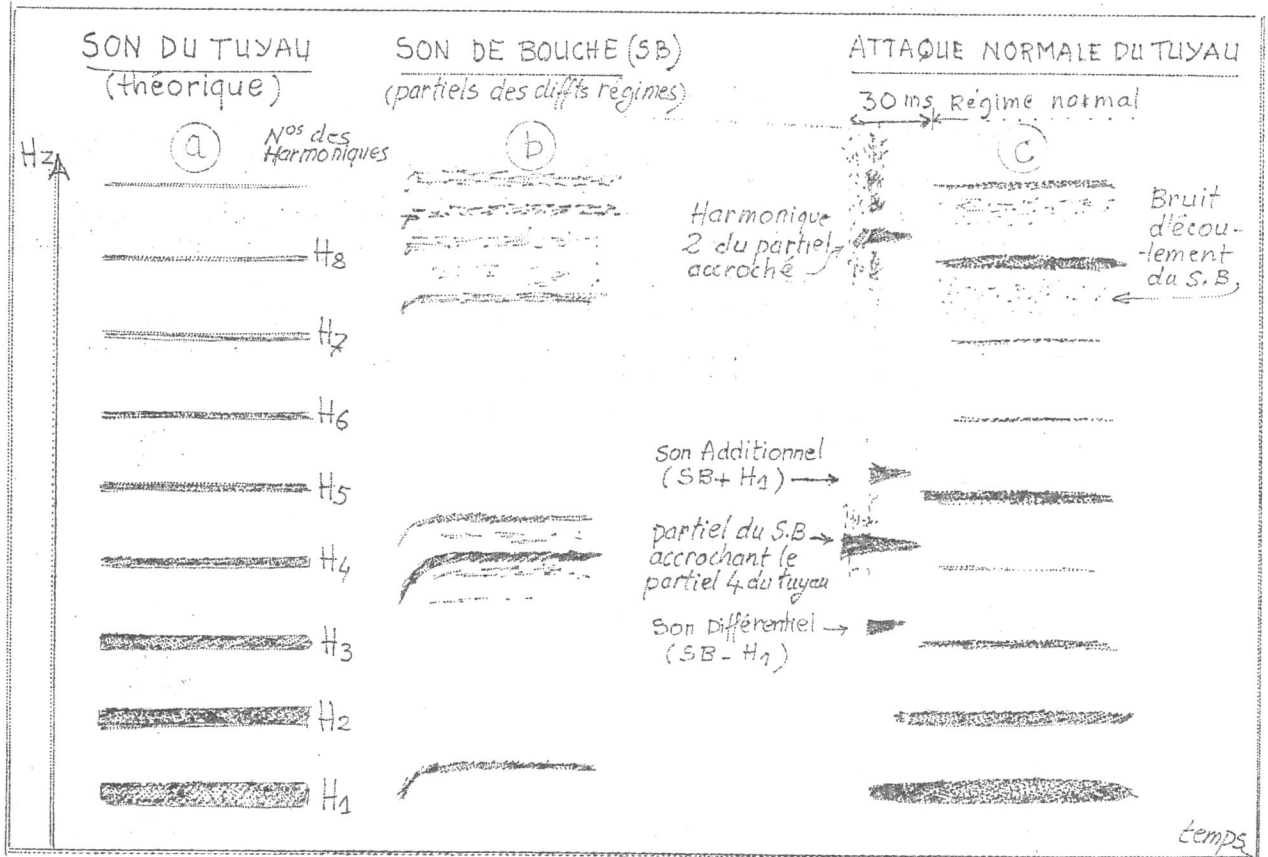 SON DU TUYAU
(théorique)
a
Nos des
Harmoniques
Hz
H8
H7
H6
H5
H4
H3
H2
H1
SON DE BOUCHE (SB)
(partiels des diffts régimes)
b
ATTAQUE NORMALE DU TUYAU
30 ms Régime normal
c
Harmonique
2 du partiel
accroché
Bruit
d'écou-
-lement
du S.B.
Son Additionnel
(SB+H1)
partiel du S.B
accrochant le
partiel 4 du tuyau
Son Différentiel
(SB-H1)
temps